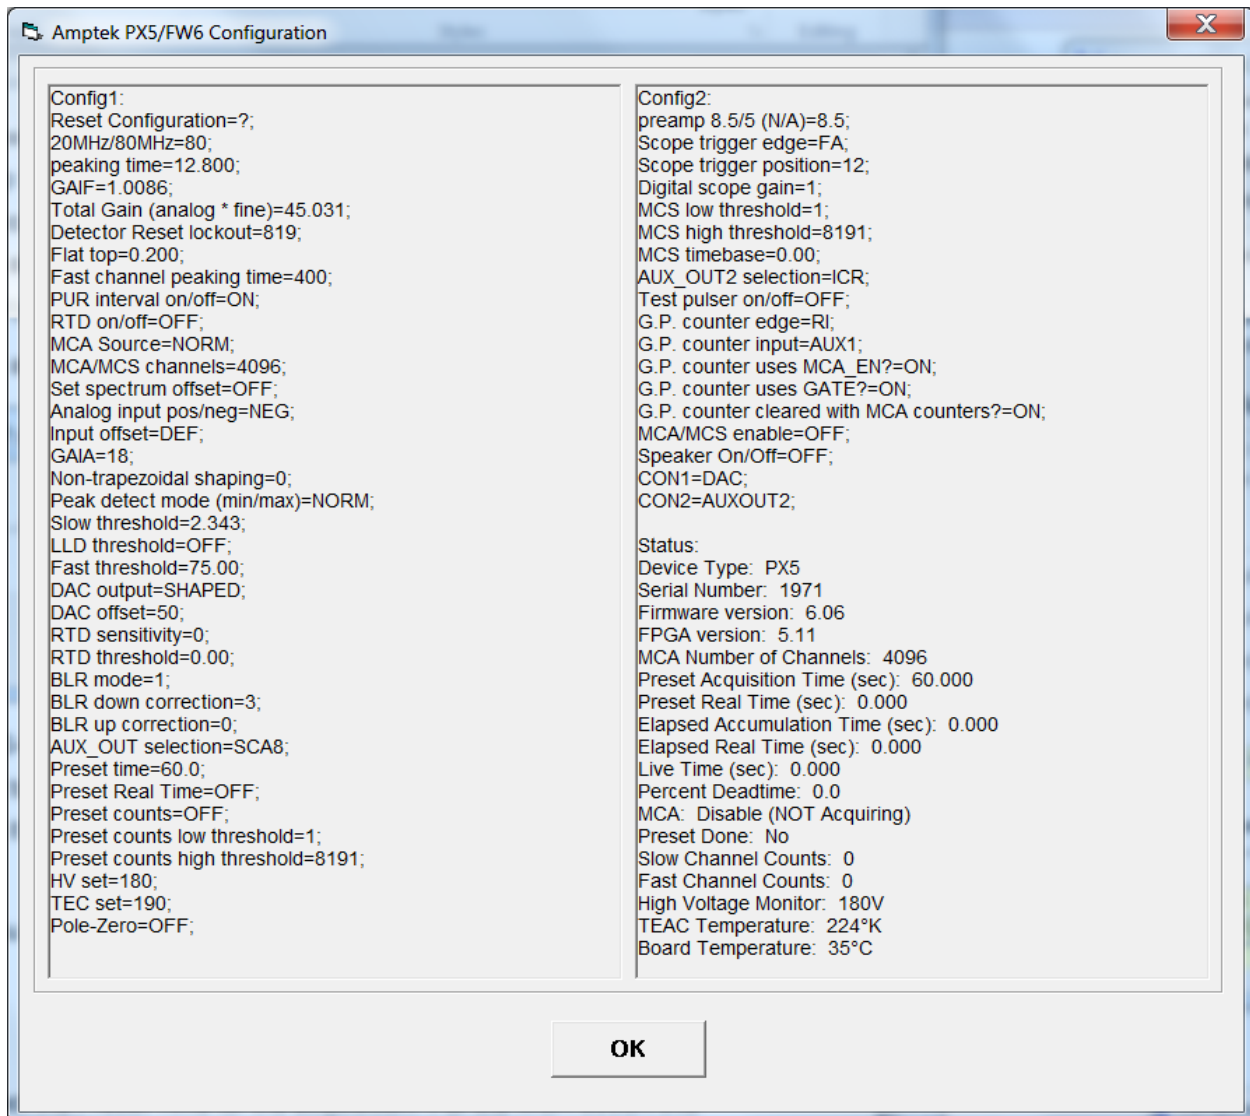 Amptek PX5/FW6 Configuration
Config1:
Reset Configuration=?;
20MHz/80MHz=80;
peaking time=12.800;
GAIF=1.0086;
Total Gain (analog * fine)=45.031;
Detector Reset lockout=819;
Flat top=0.200;
Fast channel peaking time=400;
PUR interval on/off=ON;
RTD on/off=OFF;
MCA Source=NORM;
MCA/MCS channels=4096;
Set spectrum offset=OFF;
Analog input pos/neg=NEG;
Input offset=DEF;
GAIA=18;
Non-trapezoidal shaping=0;
Peak detect mode (min/max)=NORM;
Slow threshold=2.343;
LLD threshold=OFF;
Fast threshold=75.00;
DAC output=SHAPED;
DAC offset=50;
RTD sensitivity=0;
RTD threshold=0.00;
BLR mode=1;
BLR down correction=3;
BLR up correction=0;
AUX_OUT selection=SCA8;
Preset time=60.0;
Preset Real Time=OFF;
Preset counts=OFF;
Preset counts low threshold=1;
Preset counts high threshold=8191;
HV set=180;
TEC set=190;
Pole-Zero=OFF;
Config2:
preamp 8.5/5 (N/A)=8.5;
Scope trigger edge=FA;
Scope trigger position=12;
Digital scope gain=1;
MCS low threshold=1;
MCS high threshold=8191;
MCS timebase=0.00;
AUX_OUT2 selection=ICR;
Test pulser on/off=OFF;
G.P. counter edge=RI;
G.P. counter input=AUX1;
G.P. counter uses MCA_EN?=ON;
G.P. counter uses GATE?=ON;
G.P. counter cleared with MCA counters?=ON;
MCA/MCS enable=OFF;
Speaker On/Off=OFF;
CON1=DAC;
CON2=AUXOUT2;
Status:
Device Type: PX5
Serial Number: 1971
Firmware version: 6.06
FPGA version: 5.11
MCA Number of Channels: 4096
Preset Acquisition Time (sec): 60.000
Preset Real Time (sec): 0.000
Elapsed Accumulation Time (sec): 0.000
Elapsed Real Time (sec): 0.000
Live Time (sec): 0.000
Percent Deadtime: 0.0
MCA: Disable (NOT Acquiring)
Preset Done: No
Slow Channel Counts: 0
Fast Channel Counts: 0
High Voltage Monitor: 180V
TEAC Temperature: 224°K
Board Temperature: 35°C
OK